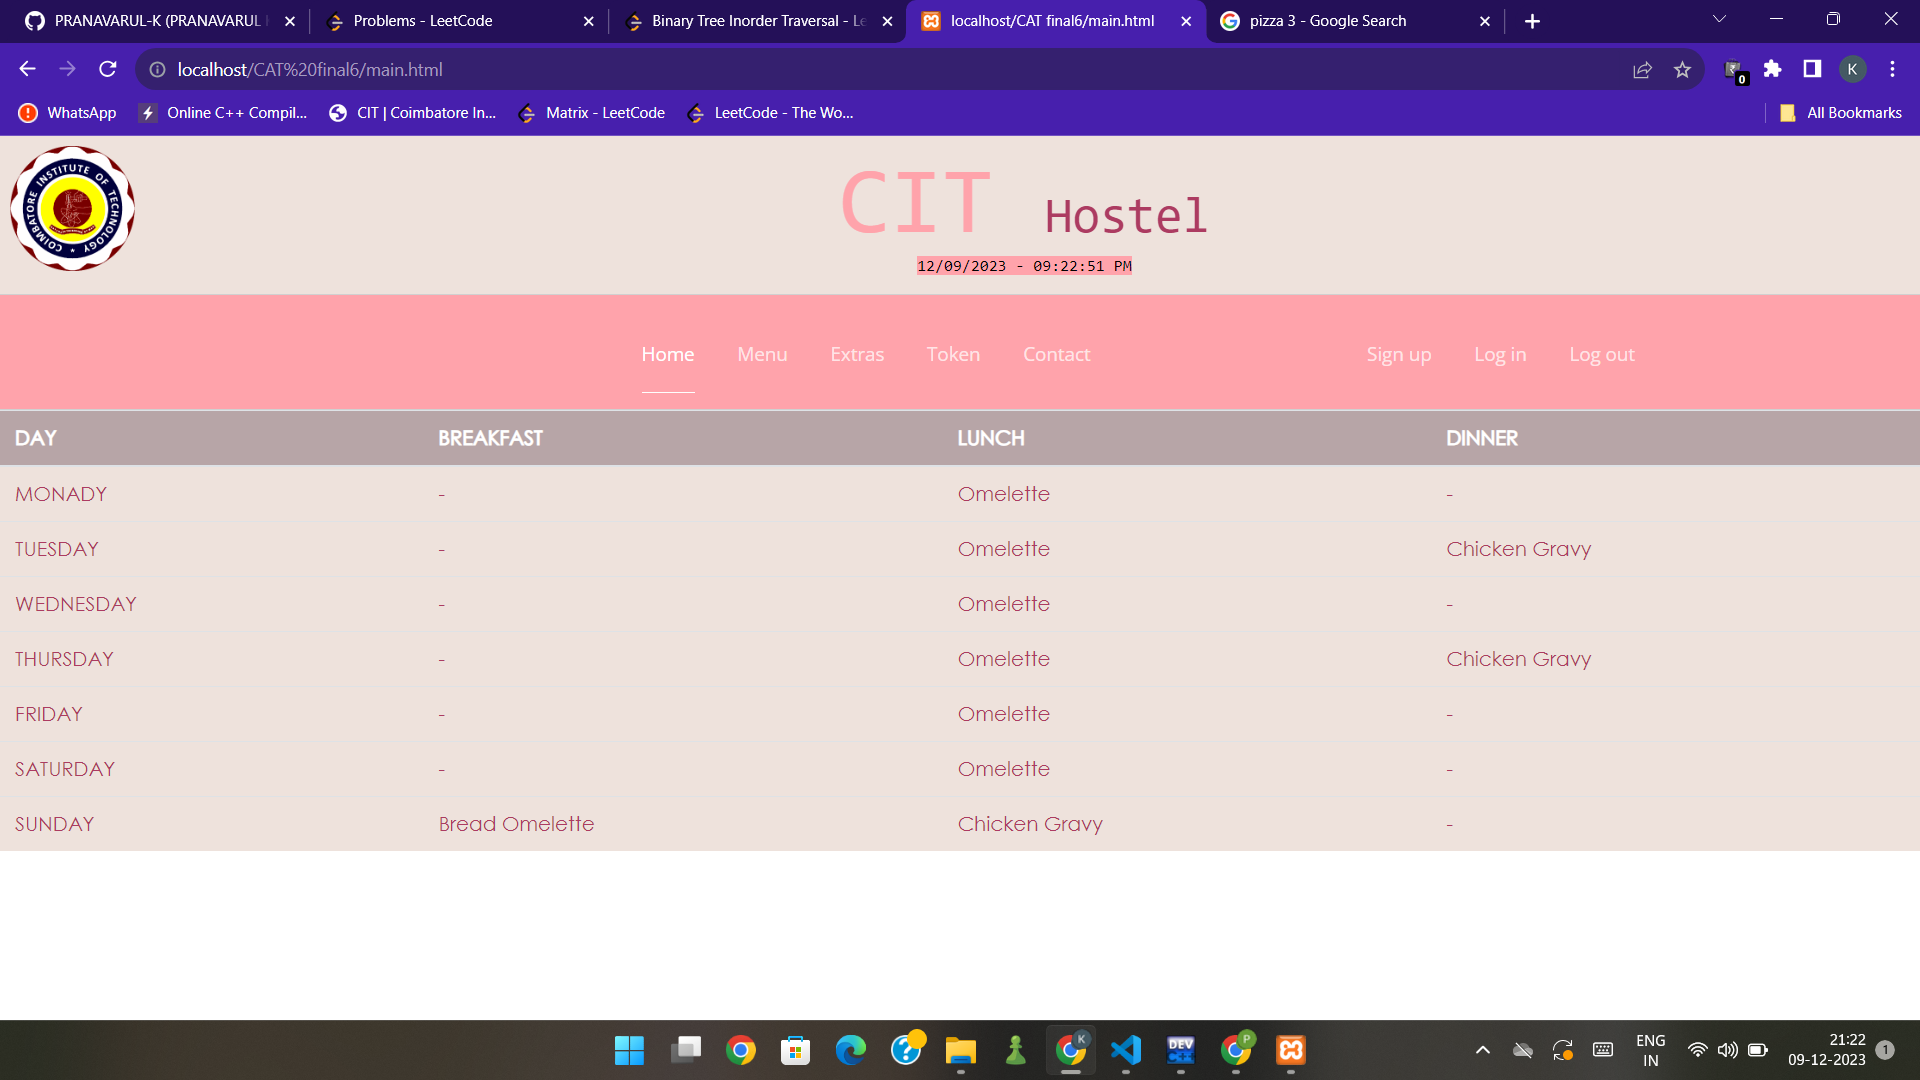 PRANAVARUL-K (PRANAVARUL
Problems - LeetCode
Binary Tree Inorder Traversal - Le
localhost/CAT final6/main.html
pizza 3 - Google Search
localhost/CAT%20final6/main.html
0
K
WhatsApp
Online C++ Compil...
CIT | Coimbatore In...
Matrix - LeetCode
LeetCode - The Wo...
All Bookmarks
COIMBATORE INSTITUTE OF TECHNOLOGY
CIT Hostel
12/09/2023 - 09:22:51 PM
Home Menu Extras Token Contact Sign up Log in Log out
DAY BREAKFAST LUNCH DINNER
MONADY - Omelette -
TUESDAY - Omelette Chicken Gravy
WEDNESDAY - Omelette -
THURSDAY - Omelette Chicken Gravy
FRIDAY - Omelette -
SATURDAY - Omelette -
SUNDAY Bread Omelette Chicken Gravy -
K
DEV
C++
P
ENG
IN
21:22
09-12-2023
1